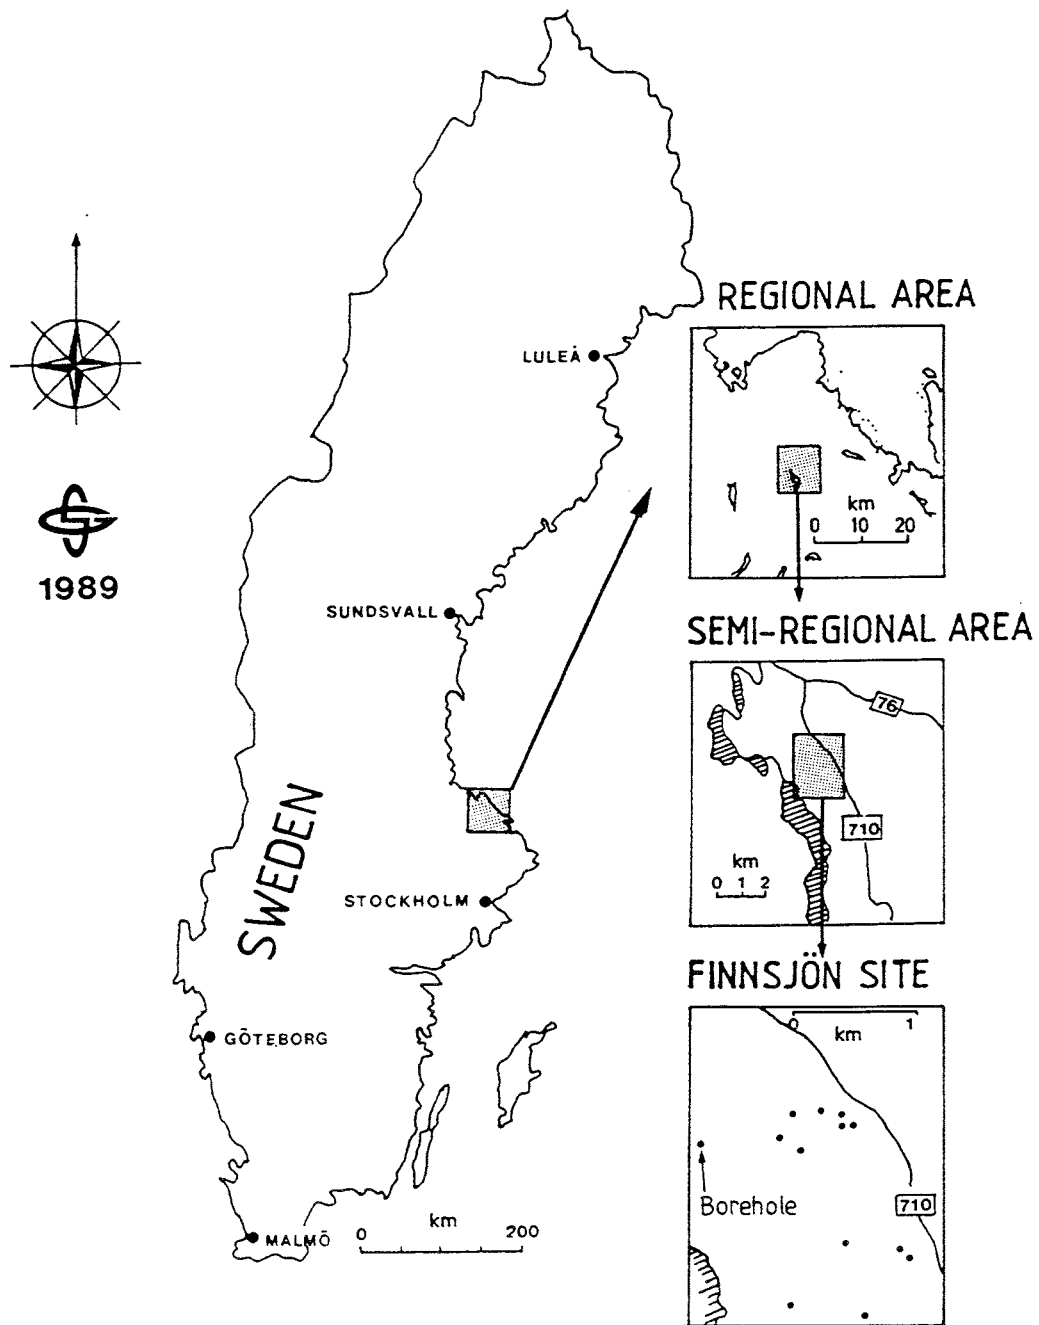 REGIONAL AREA
LULEÅ
km
0 10 20
1989
SUNDSVALL
SEMI-REGIONAL AREA
76
710
km
0 1 2
SWEDEN
STOCKHOLM
FINNSJÖN SITE
0 1
km
GÖTEBORG
Borehole
710
km
0 200
MALMÖ